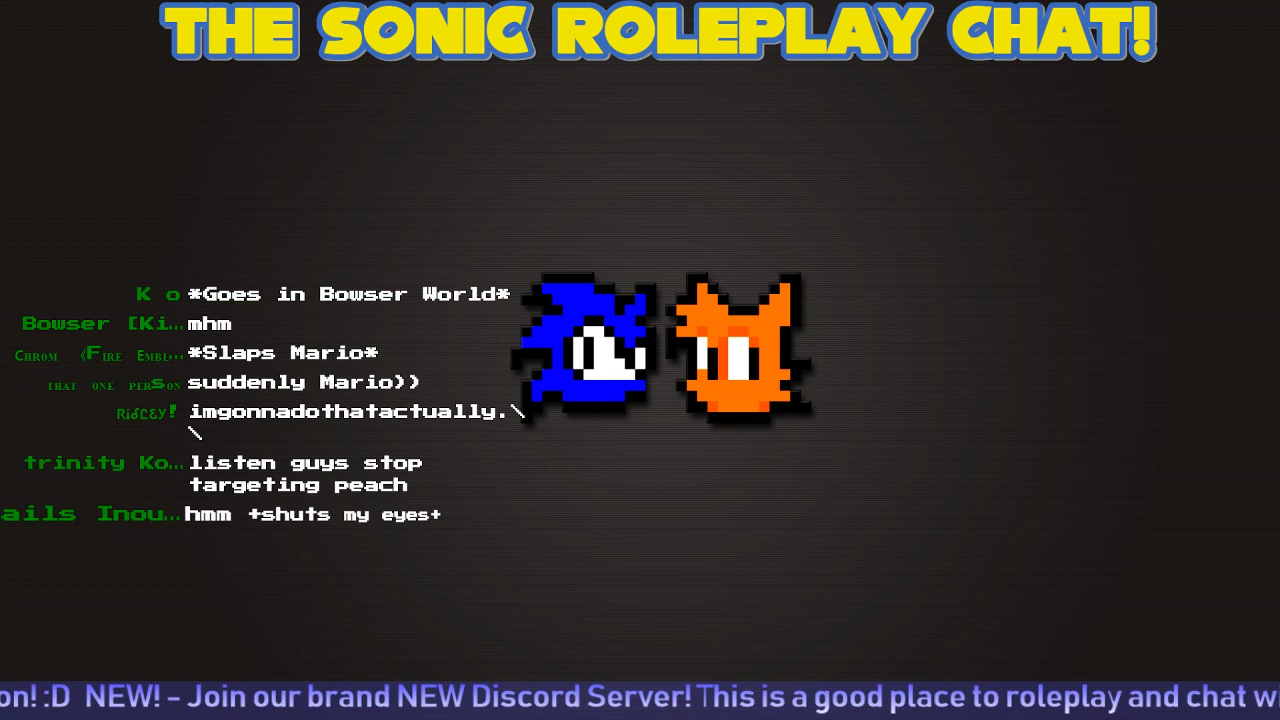 THE SONIC ROLEPLAY CHAT!
K o *Goes in Bowser World*
Bowser [Ki... mhm
Chrom (Fire Embl... *Slaps Mario*
that one person suddenly Mario))
Ridley! imgonnadothatactually.\
\
trinity Ko... listen guys stop
targeting peach
ails Inou... hmm +shuts my eyes+
on! :D NEW! - Join our brand NEW Discord Server! This is a good place to roleplay and chat w